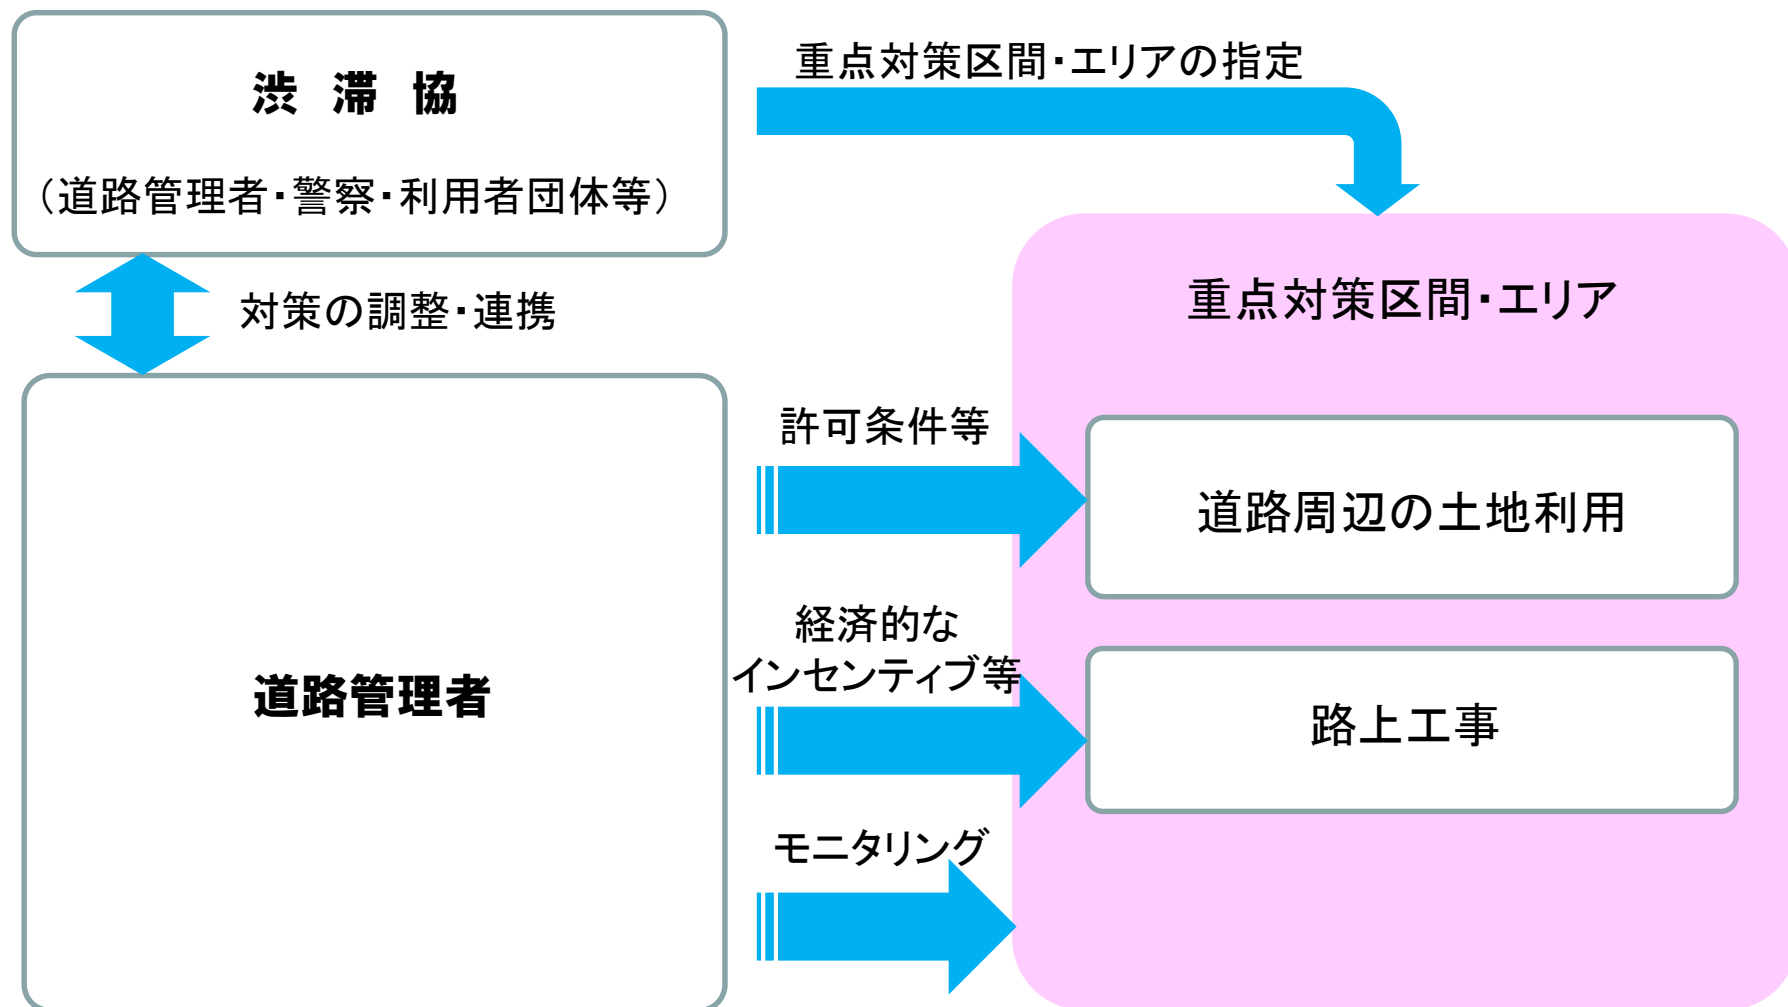 渋 滞 協
（道路管理者・警察・利用者団体等）
重点対策区間・エリアの指定
対策の調整・連携
重点対策区間・エリア
道路管理者
許可条件等
道路周辺の土地利用
経済的な
インセンティブ等
路上工事
モニタリング